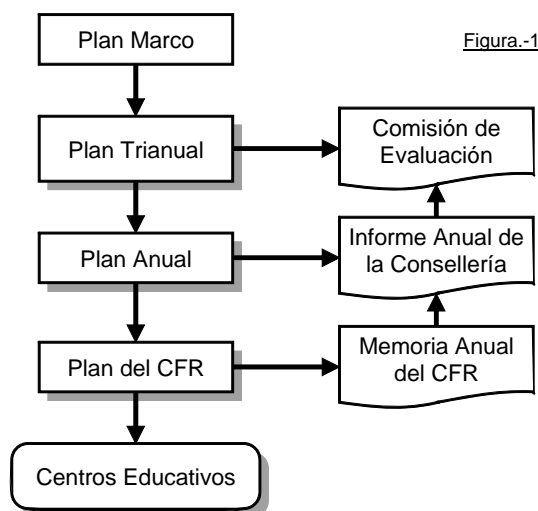 Plan Marco
Figura.-1
Plan Trianual
Comisión de
Evaluación
Plan Anual
Informe Anual de
la Consellería
Plan del CFR
Memoria Anual
del CFR
Centros Educativos